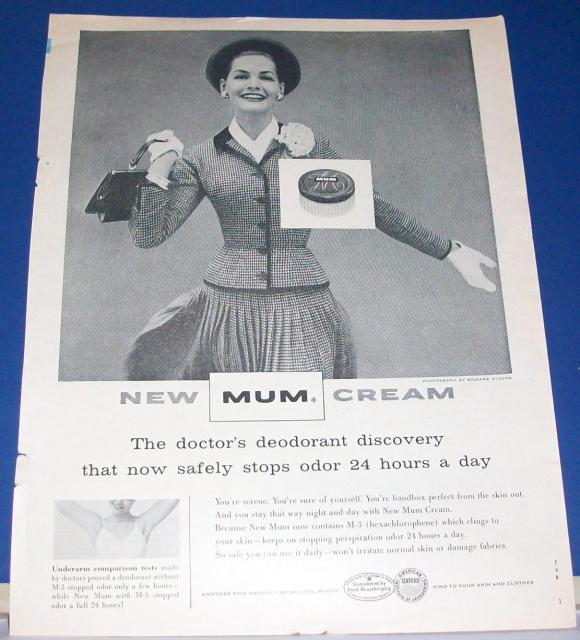 MUM
PHOTOGRAPH BY RICHARD AVEDON
NEW MUM® CREAM
The doctor's deodorant discovery
that now safely stops odor 24 hours a day
You're serene. You're sure of yourself. You're bandbox perfect from the skin out.
And you stay that way night and day with New Mum Cream.
Because New Mum now contains M-3 (hexachlorophene) which clings to
your skin—keeps on stopping perspiration odor 24 hours a day.
So safe you can use it daily—won't irritate normal skin or damage fabrics.
Underarm comparison tests made
by doctors proved a deodorant without
M-3 stopped odor only a few hours—
while New Mum with M-3 stopped
odor a full 24 hours!
ANOTHER FINE PRODUCT OF BRISTOL-MYERS
Guaranteed by
Good Housekeeping
AMERICAN
KIND TO YOUR SKIN AND CLOTHES